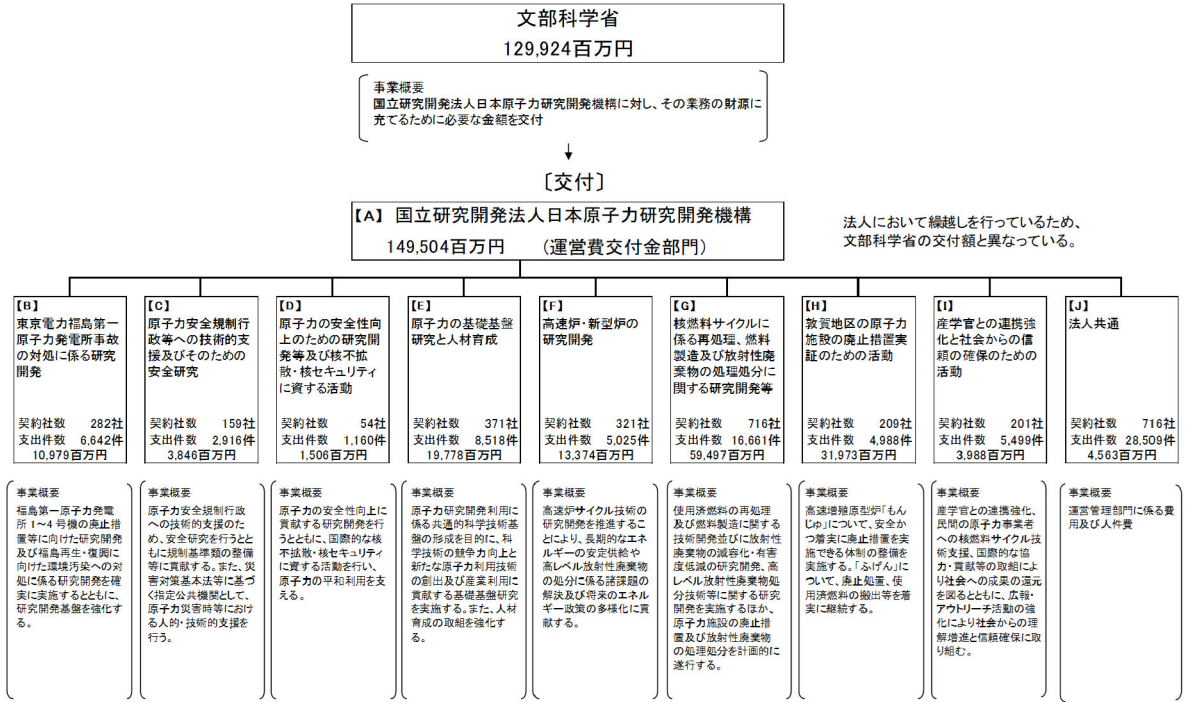 文部科学省
129,924百万円
事業概要
国立研究開発法人日本原子力研究開発機構に対し、その業務の財源に
充てるために必要な金額を交付
↓
〔交付〕
【A】 国立研究開発法人日本原子力研究開発機構
149,504百万円 (運営費交付金部門)
法人において繰越しを行っているため、
文部科学省の交付額と異なっている。
【B】
東京電力福島第一
原子力発電所事故
の対処に係る研究
開発
契約社数 282社
支出件数 6,642件
10,979百万円
【C】
原子力安全規制行
政等への技術的支
援及びそのための
安全研究
契約社数 159社
支出件数 2,916件
3,846百万円
【D】
原子力の安全性向
上のための研究開
発等及び核不拡
散・核セキュリティ
に資する活動
契約社数 54社
支出件数 1,160件
1,506百万円
【E】
原子力の基礎基盤
研究と人材育成
契約社数 371社
支出件数 8,518件
19,778百万円
【F】
高速炉・新型炉の
研究開発
契約社数 321社
支出件数 5,025件
13,374百万円
【G】
核燃料サイクルに
係る再処理、燃料
製造及び放射性廃
棄物の処理処分に
関する研究開発等
契約社数 716社
支出件数 16,661件
59,497百万円
【H】
敦賀地区の原子力
施設の廃止措置実
証のための活動
契約社数 209社
支出件数 4,988件
31,973百万円
【I】
産学官との連携強
化と社会からの信
頼の確保のための
活動
契約社数 201社
支出件数 5,499件
3,988百万円
【J】
法人共通
契約社数 716社
支出件数 28,509件
4,563百万円
事業概要
福島第一原子力発電
所1~4号機の廃止措
置等に向けた研究開発
及び福島再生・復興に
向けた環境汚染への対
処に係る研究開発を確
実に実施するとともに、
研究開発基盤を強化す
る。
事業概要
原子力安全規制行政
への技術的支援のた
め、安全研究を行うとと
もに規制基準類の整備
等に貢献する。また、災
害対策基本法等に基づ
く指定公共機関として、
原子力災害時等におけ
る人的・技術的支援を
行う。
事業概要
原子力の安全性向上に
貢献する研究開発を行
うとともに、国際的な核
不拡散・核セキュリティ
に資する活動を行い、
原子力の平和利用を支
える。
事業概要
原子力研究開発利用に
係る共通的科学技術基
盤の形成を目的に、科
学技術の競争力向上と
新たな原子力利用技術
の創出及び産業利用に
貢献する基礎基盤研究
を実施する。また、人材
育成の取組を強化す
る。
事業概要
高速炉サイクル技術の
研究開発を推進するこ
とにより、長期的なエネ
ルギーの安定供給や
高レベル放射性廃棄物
の処分に係る諸課題の
解決及び将来のエネル
ギー政策の多様化に貢
献する。
事業概要
使用済燃料の再処理
及び燃料製造に関する
技術開発並びに放射性
廃棄物の減容化・有害
度低減の研究開発、高
レベル放射性廃棄物処
分技術等に関する研究
開発を実施するほか、
原子力施設の廃止措
置及び放射性廃棄物
の処理処分を計画的に
遂行する。
事業概要
高速増殖原型炉「もん
じゅ」について、安全か
つ着実に廃止措置を実
施できる体制の整備を
実施する。「ふげん」に
ついて、廃止処置、使
用済燃料の搬出等を着
実に継続する。
事業概要
産学官との連携強化、
民間の原子力事業者
への核燃料サイクル技
術支援、国際的な協
力・貢献等の取組によ
り社会への成果の還元
を図るとともに、広報・
アウトリーチ活動の強
化により社会からの理
解増進と信頼確保に取
り組む。
事業概要
運営管理部門に係る費
用及び人件費